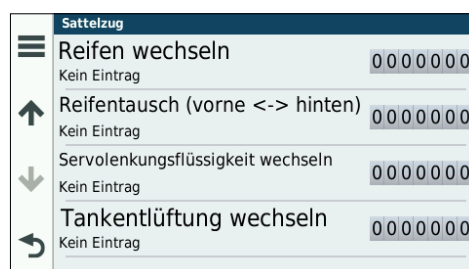 Sattelzug
Reifen wechseln
Kein Eintrag
0000000
Reifentausch (vorne <-> hinten)
Kein Eintrag
0000000
Servolenkungsflüssigkeit wechseln
Kein Eintrag
0000000
Tankentlüftung wechseln
Kein Eintrag
0000000